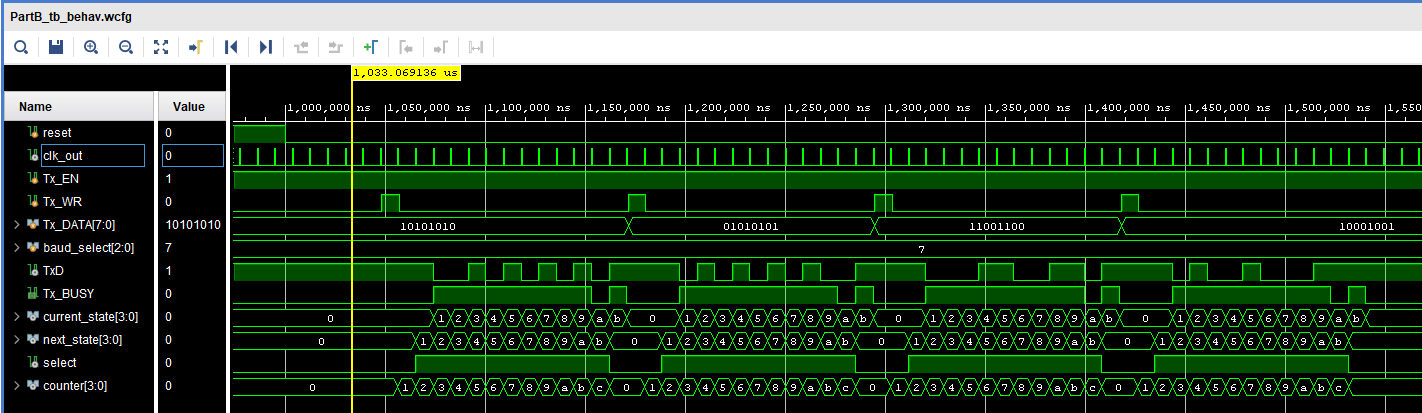 PartB_tb_behav.wcfg
1,033.069136 us
Name Value
1,000,000 ns 1,050,000 ns 1,100,000 ns 1,150,000 ns 1,200,000 ns 1,250,000 ns 1,300,000 ns 1,350,000 ns 1,400,000 ns 1,450,000 ns 1,500,000 ns 1,550
reset 0
clk_out 0
Tx_EN 1
Tx_WR 0
Tx_DATA[7:0] 10101010 10101010 01010101 11001100 10001001
baud_select[2:0] 7 7
TxD 1
Tx_BUSY 0
current_state[3:0] 0 0 1 2 3 4 5 6 7 8 9 a b 0 1 2 3 4 5 6 7 8 9 a b 0 1 2 3 4 5 6 7 8 9 a b 0 1 2 3 4 5 6 7 8 9 a b
next_state[3:0] 0 0 1 2 3 4 5 6 7 8 9 a b 0 1 2 3 4 5 6 7 8 9 a b 0 1 2 3 4 5 6 7 8 9 a b 0 1 2 3 4 5 6 7 8 9 a b
select 0
counter[3:0] 0 0 1 2 3 4 5 6 7 8 9 a b c 0 1 2 3 4 5 6 7 8 9 a b c 0 1 2 3 4 5 6 7 8 9 a b c 0 1 2 3 4 5 6 7 8 9 a b c